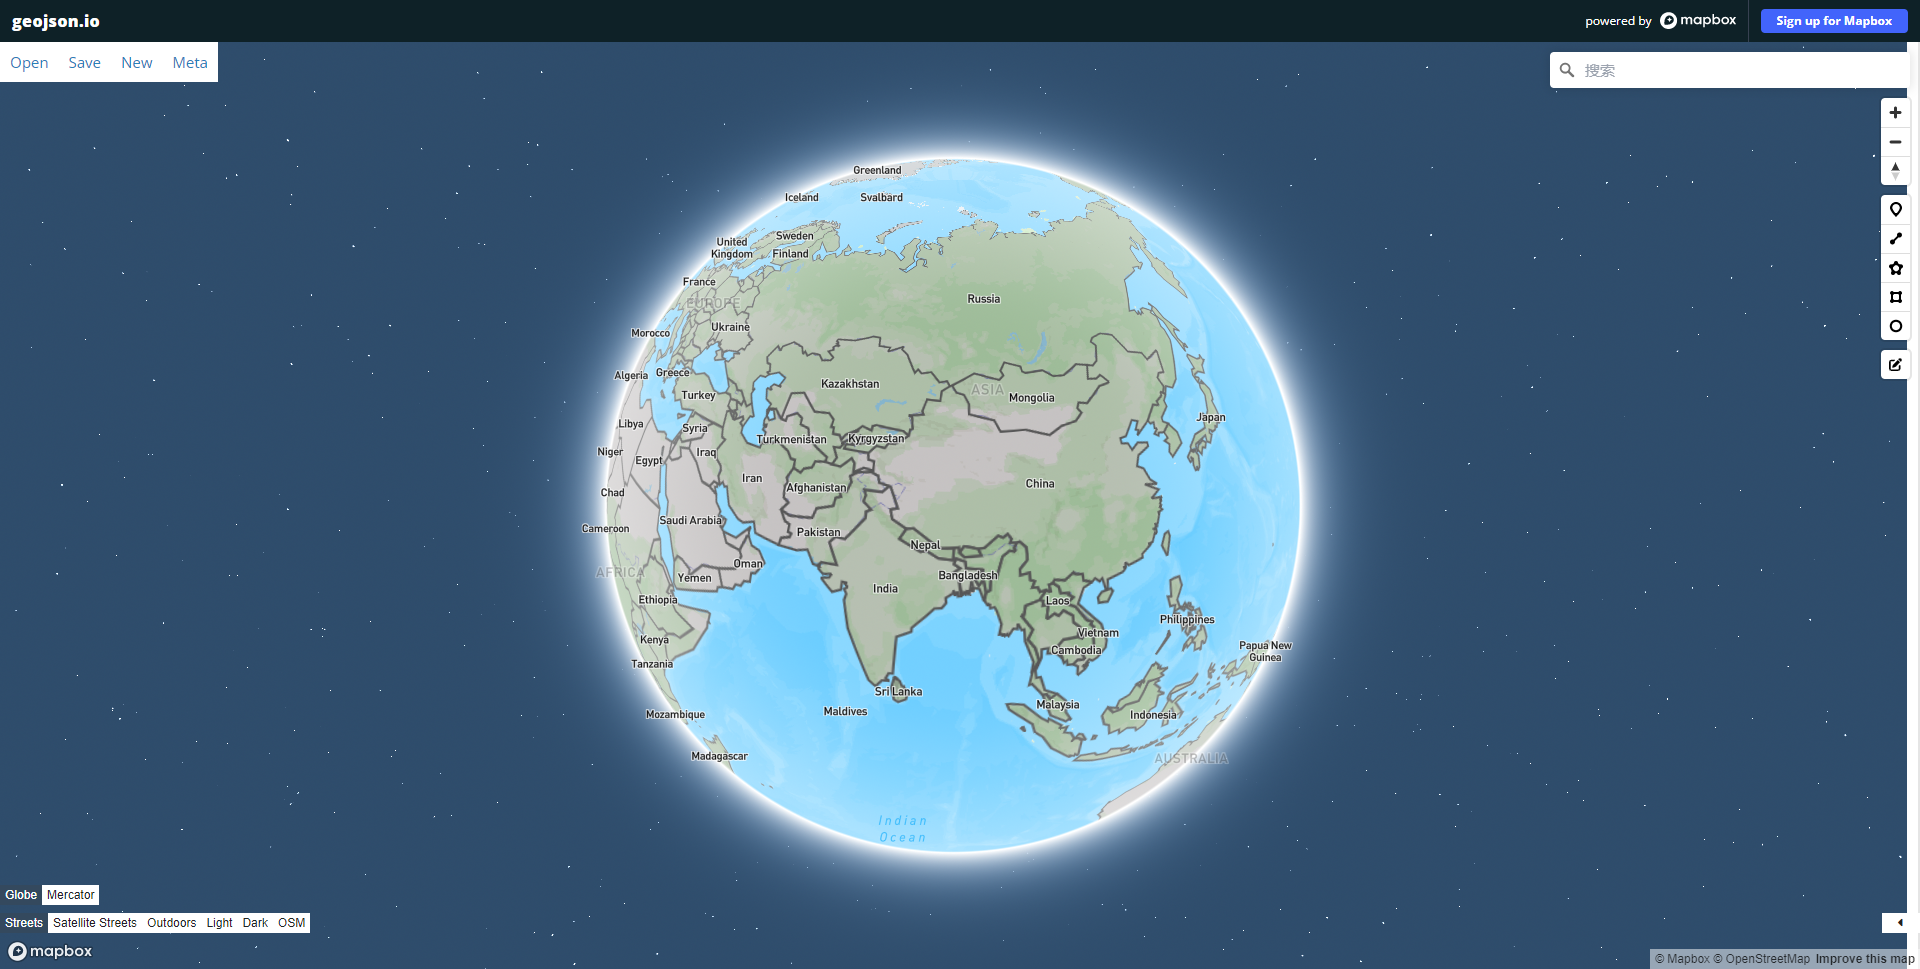 geojson.io
powered by mapbox
Sign up for Mapbox
Open Save New Meta
搜索
Greenland
Iceland
Svalbard
United
Kingdom
Sweden
Finland
France
EUROPE
Russia
Ukraine
Morocco
Algeria
Greece
Turkey
Kazakhstan
ASIA
Mongolia
Japan
Libya
Syria
Turkmenistan
Kyrgyzstan
Niger
Egypt
Iraq
Iran
Afghanistan
China
Chad
Saudi Arabia
Cameroon
Pakistan
Nepal
Oman
AFRICA
Yemen
Bangladesh
India
Ethiopia
Laos
Philippines
Vietnam
Kenya
Cambodia
Papua New
Guinea
Tanzania
Sri Lanka
Maldives
Malaysia
Indonesia
Mozambique
Madagascar
AUSTRALIA
Indian
Ocean
Globe Mercator
Streets Satellite Streets Outdoors Light Dark OSM
mapbox
© Mapbox © OpenStreetMap Improve this map